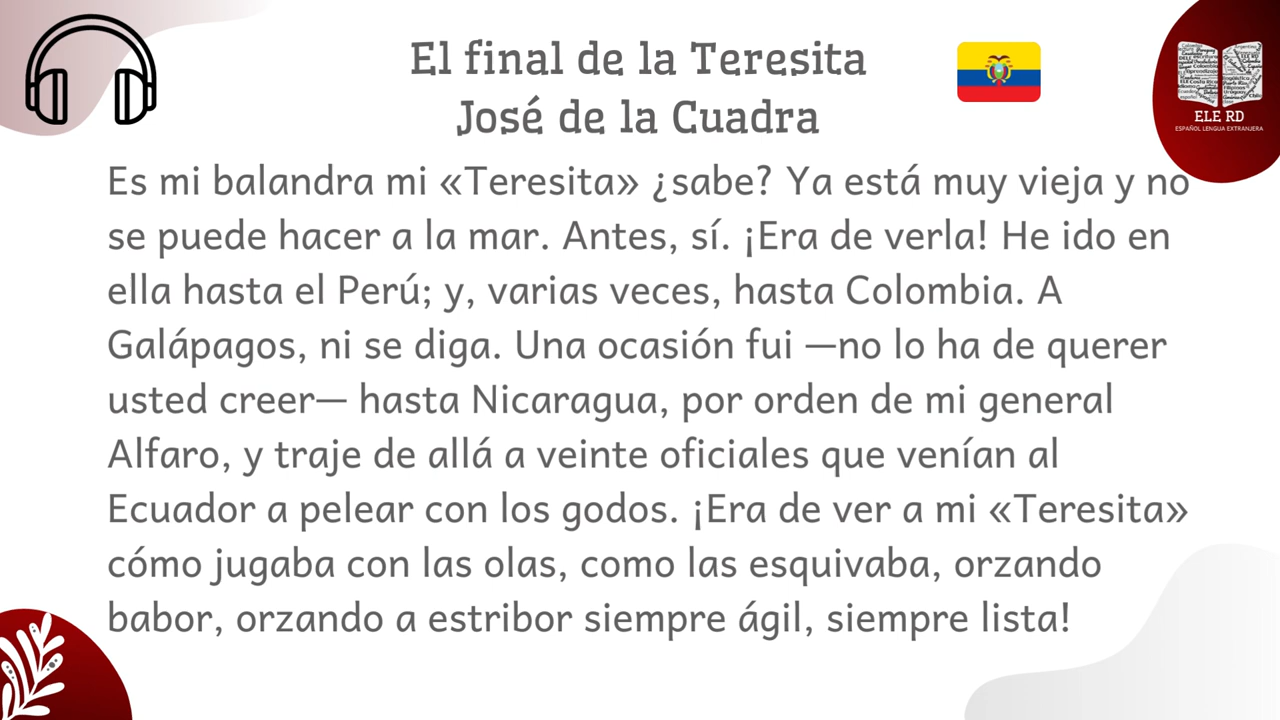 El final de la Teresita
José de la Cuadra
ELE RD
ESPAÑOL LENGUA EXTRANJERA
Es mi balandra mi «Teresita» ¿sabe? Ya está muy vieja y no
se puede hacer a la mar. Antes, sí. ¡Era de verla! He ido en
ella hasta el Perú; y, varias veces, hasta Colombia. A
Galápagos, ni se diga. Una ocasión fui —no lo ha de querer
usted creer— hasta Nicaragua, por orden de mi general
Alfaro, y traje de allá a veinte oficiales que venían al
Ecuador a pelear con los godos. ¡Era de ver a mi «Teresita»
cómo jugaba con las olas, como las esquivaba, orzando
babor, orzando a estribor siempre ágil, siempre lista!